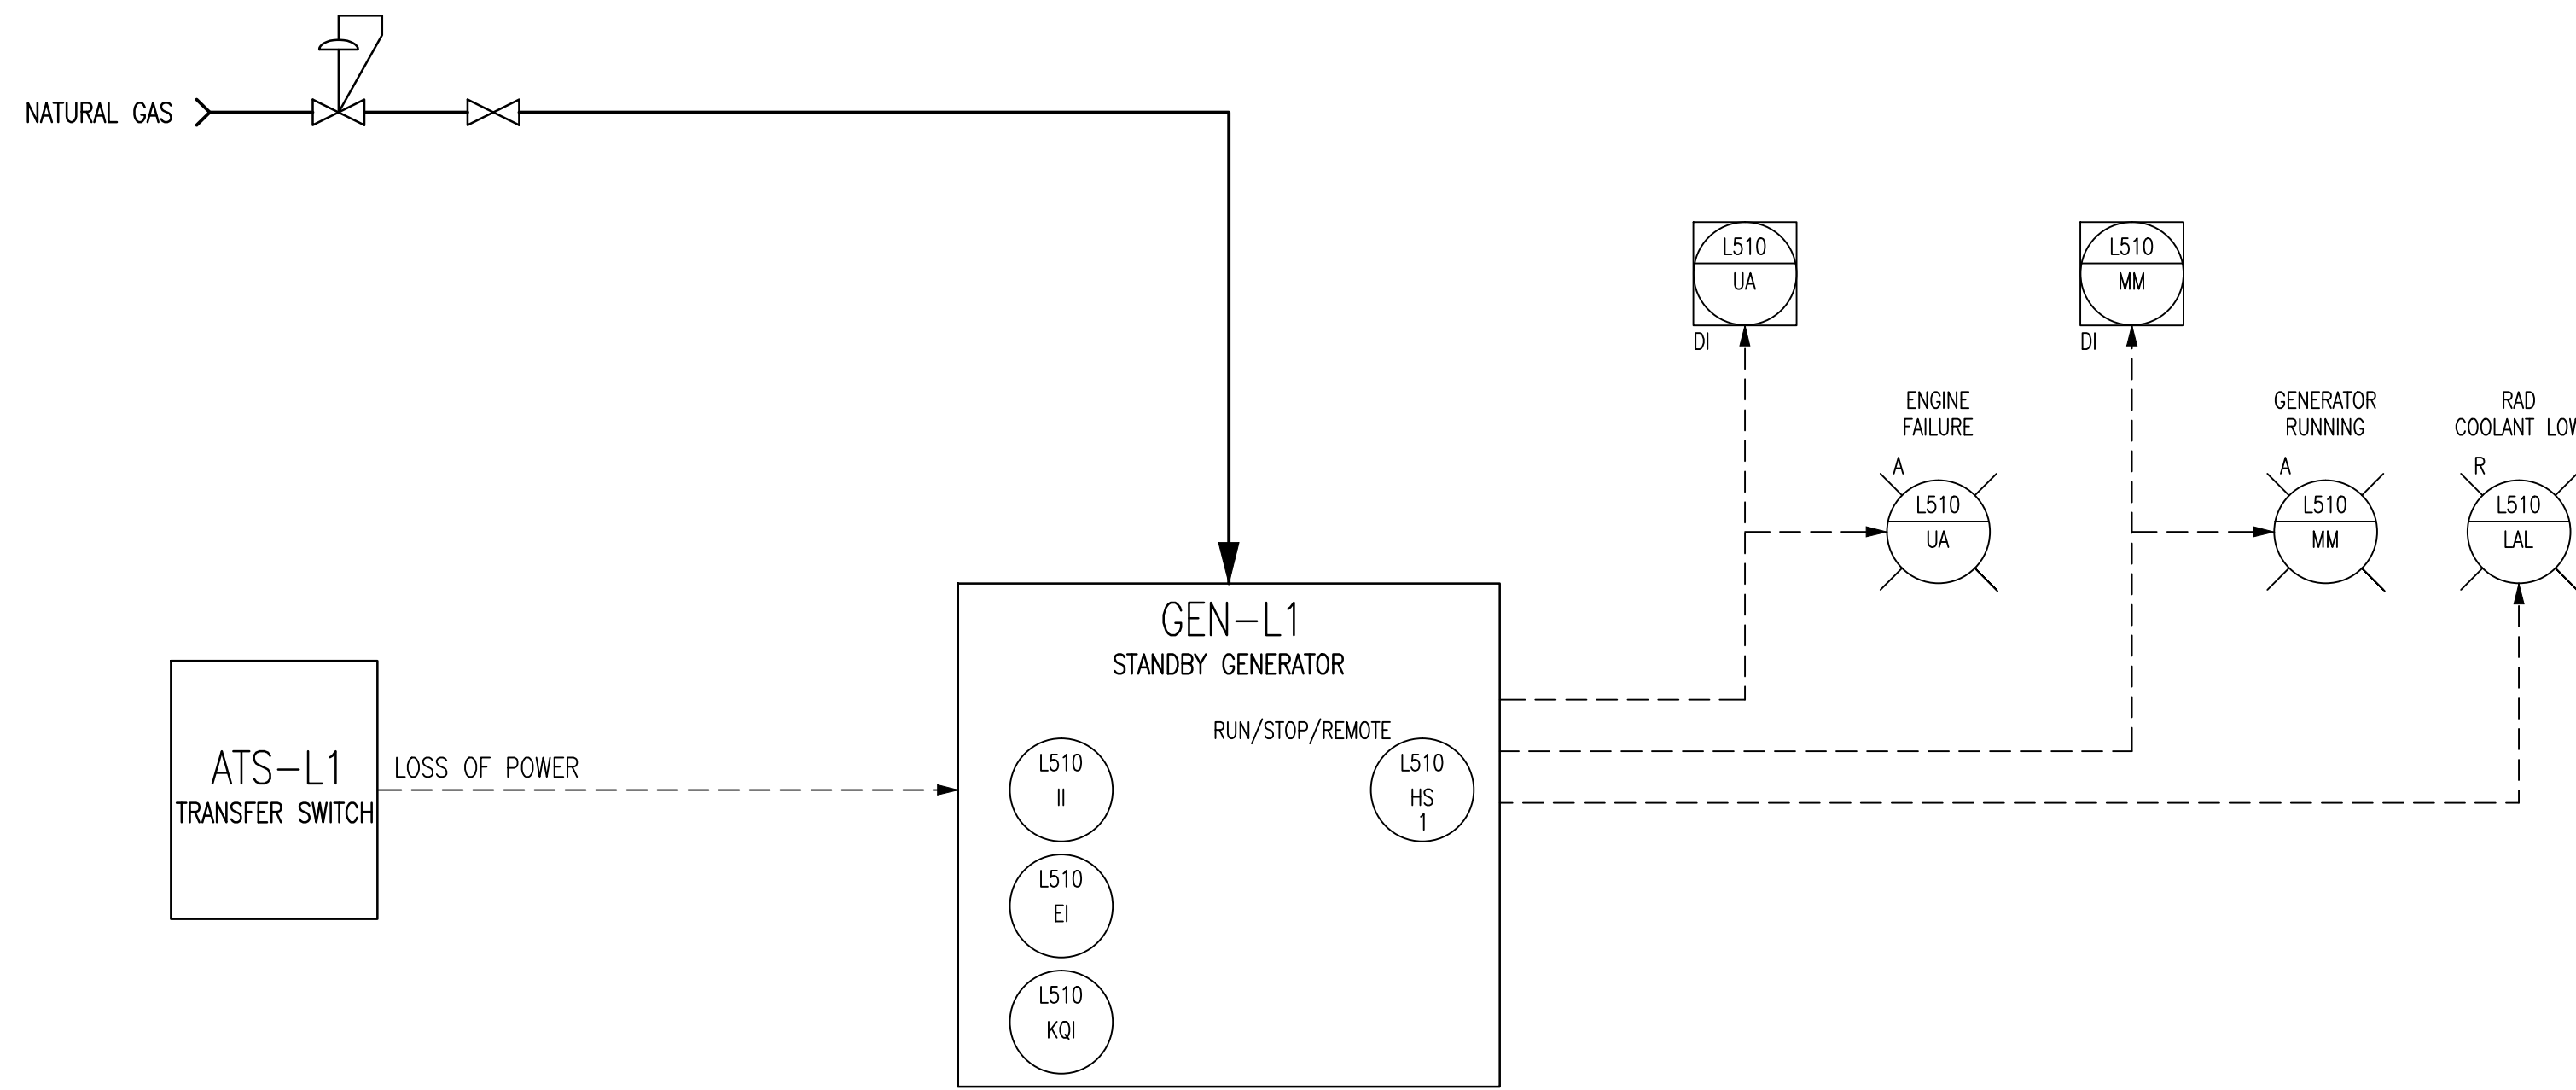 NATURAL GAS
L510
UA
DI
L510
MM
DI
ENGINE
FAILURE
A
L510
UA
GENERATOR
RUNNING
A
L510
MM
RAD
COOLANT LOW
R
L510
LAL
GEN-L1
STANDBY GENERATOR
RUN/STOP/REMOTE
L510
II
L510
HS
1
L510
EI
L510
KQI
ATS-L1
TRANSFER SWITCH
LOSS OF POWER